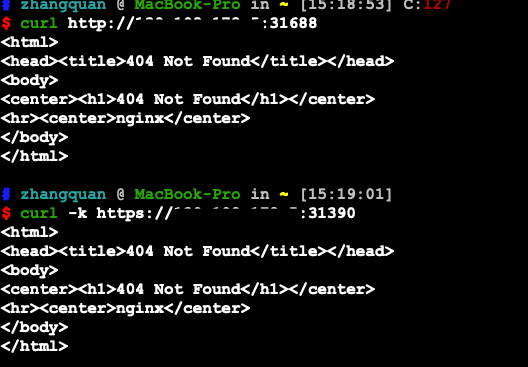 # zhangquan @ MacBook-Pro in ~ [15:18:53] C:127
$ curl http://:31688
<html>
<head><title>404 Not Found</title></head>
<body>
<center><h1>404 Not Found</h1></center>
<hr><center>nginx</center>
</body>
</html>
# zhangquan @ MacBook-Pro in ~ [15:19:01]
$ curl -k https://:31390
<html>
<head><title>404 Not Found</title></head>
<body>
<center><h1>404 Not Found</h1></center>
<hr><center>nginx</center>
</body>
</html>